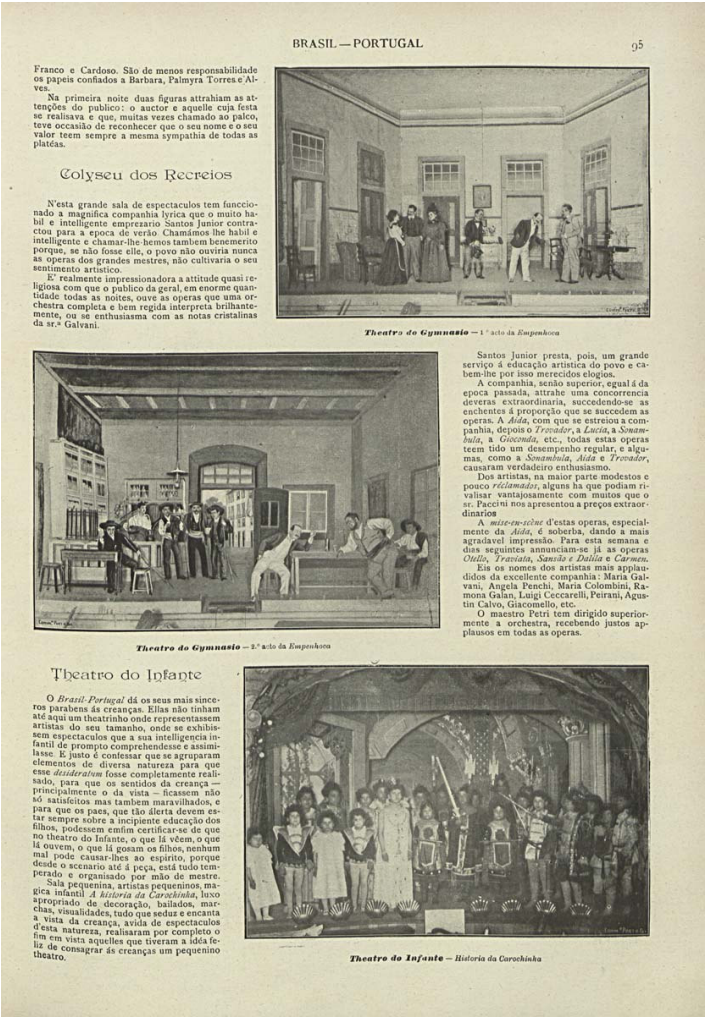 BRASIL — PORTUGAL
95
Franco e Cardoso. São de menos responsabilidade
os papeis confiados a Barbara, Palmyra Torres e Al-
ves.
Na primeira noite duas figuras attrahiam as at-
tenções do publico: o auctor e aquelle cuja festa
se realisava e que, muitas vezes chamado ao palco,
teve occasião de reconhecer que o seu nome e o seu
valor teem sempre a mesma sympathia de todas as
platéas.
Colyseu dos Recreios
N'esta grande sala de espectaculos tem funccio-
nado a magnifica companhia lyrica que o muito ha-
bil e intelligente emprezario Santos Junior contra-
ctou para a epoca de verão Chamámos-lhe habil e
intelligente e chamar-lhe-hemos tambem benemerito
porque, se não fosse elle, o povo não ouviria nunca
as operas dos grandes mestres, não cultivaria o seu
sentimento artistico.
E' realmente impressionadora a attitude quasi re-
ligiosa com que o publico da geral, em enorme quan-
tidade todas as noites, ouve as operas que uma or-
chestra completa e bem regida interpreta brilhante-
mente, ou se enthusiasma com as notas cristalinas
da sr.ª Galvani.
Theatro do Gymnasio — 1.º acto da Empenhoca
Santos Junior presta, pois, um grande
serviço á educação artistica do povo e ca-
bem-lhe por isso merecidos elogios.
A companhia, senão superior, egual á da
epoca passada, attrahe uma concorrencia
deveras extraordinaria, succedendo-se as
enchentes á proporção que se succedem as
operas. A Aida, com que se estreiou a com-
panhia, depois o Trovador, a Lucia, a Sonam-
bula, a Gioconda, etc., todas estas operas
teem tido um desempenho regular, e algu-
mas, como a Sonambula, Aida e Trovador,
causaram verdadeiro enthusiasmo.
Dos artistas, na maior parte modestos e
pouco réclamados, alguns ha que podiam ri-
valisar vantajosamente com muitos que o
sr. Paccini nos apresentou a preços extraor-
dinarios
A mise-en-scène d'estas operas, especial-
mente da Aida, é soberba, dando a mais
agradavel impressão. Para esta semana e
dias seguintes annunciam-se já as operas
Otello, Traviata, Sansão e Dalila e Carmen.
Eis os nomes dos artistas mais applau-
didos da excellente companhia: Maria Gal-
vani, Angela Penchi, Maria Colombini, Ra-
mona Galan, Luigi Ceccarelli, Peirani, Agus-
tin Calvo, Giacomello, etc.
O maestro Petri tem dirigido superior-
mente a orchestra, recebendo justos ap-
plausos em todas as operas.
Theatro do Gymnasio — 2.º acto da Empenhoca
Theatro do Infante
O Brasil-Portugal dá os seus mais since-
ros parabens ás creanças. Ellas não tinham
até aqui um theatrinho onde representassem
artistas do seu tamanho, onde se exhibis-
sem espectaculos que a sua intelligencia in-
fantil de prompto comprehendesse e assimi-
lasse. E justo é confessar que se agruparam
elementos de diversa natureza para que
esse desideratum fosse completamente reali-
sado, para que os sentidos da creança —
principalmente o da vista — ficassem não
só satisfeitos mas tambem maravilhados, e
para que os paes, que tão álerta devem es-
tar sempre sobre a incipiente educação dos
filhos, podessem emfim certificar-se de que
no theatro do Infante, o que lá vêem, o que
lá ouvem, o que lá gosam os filhos, nenhum
mal pode causar-lhes ao espirito, porque
desde o scenario até á peça, está tudo tem-
perado e organisado por mão de mestre.
Sala pequenina, artistas pequeninos, ma-
gica infantil A historia da Carochinha, luxo
apropriado de decoração, bailados, mar-
chas, visualidades, tudo que seduz e encanta
a vista da creança, avida de espectaculos
d'esta natureza, realisaram por completo o
fim em vista aquelles que tiveram a idéa fe-
liz de consagrar ás creanças um pequenino
theatro.
Theatro do Infante — Historia da Carochinha